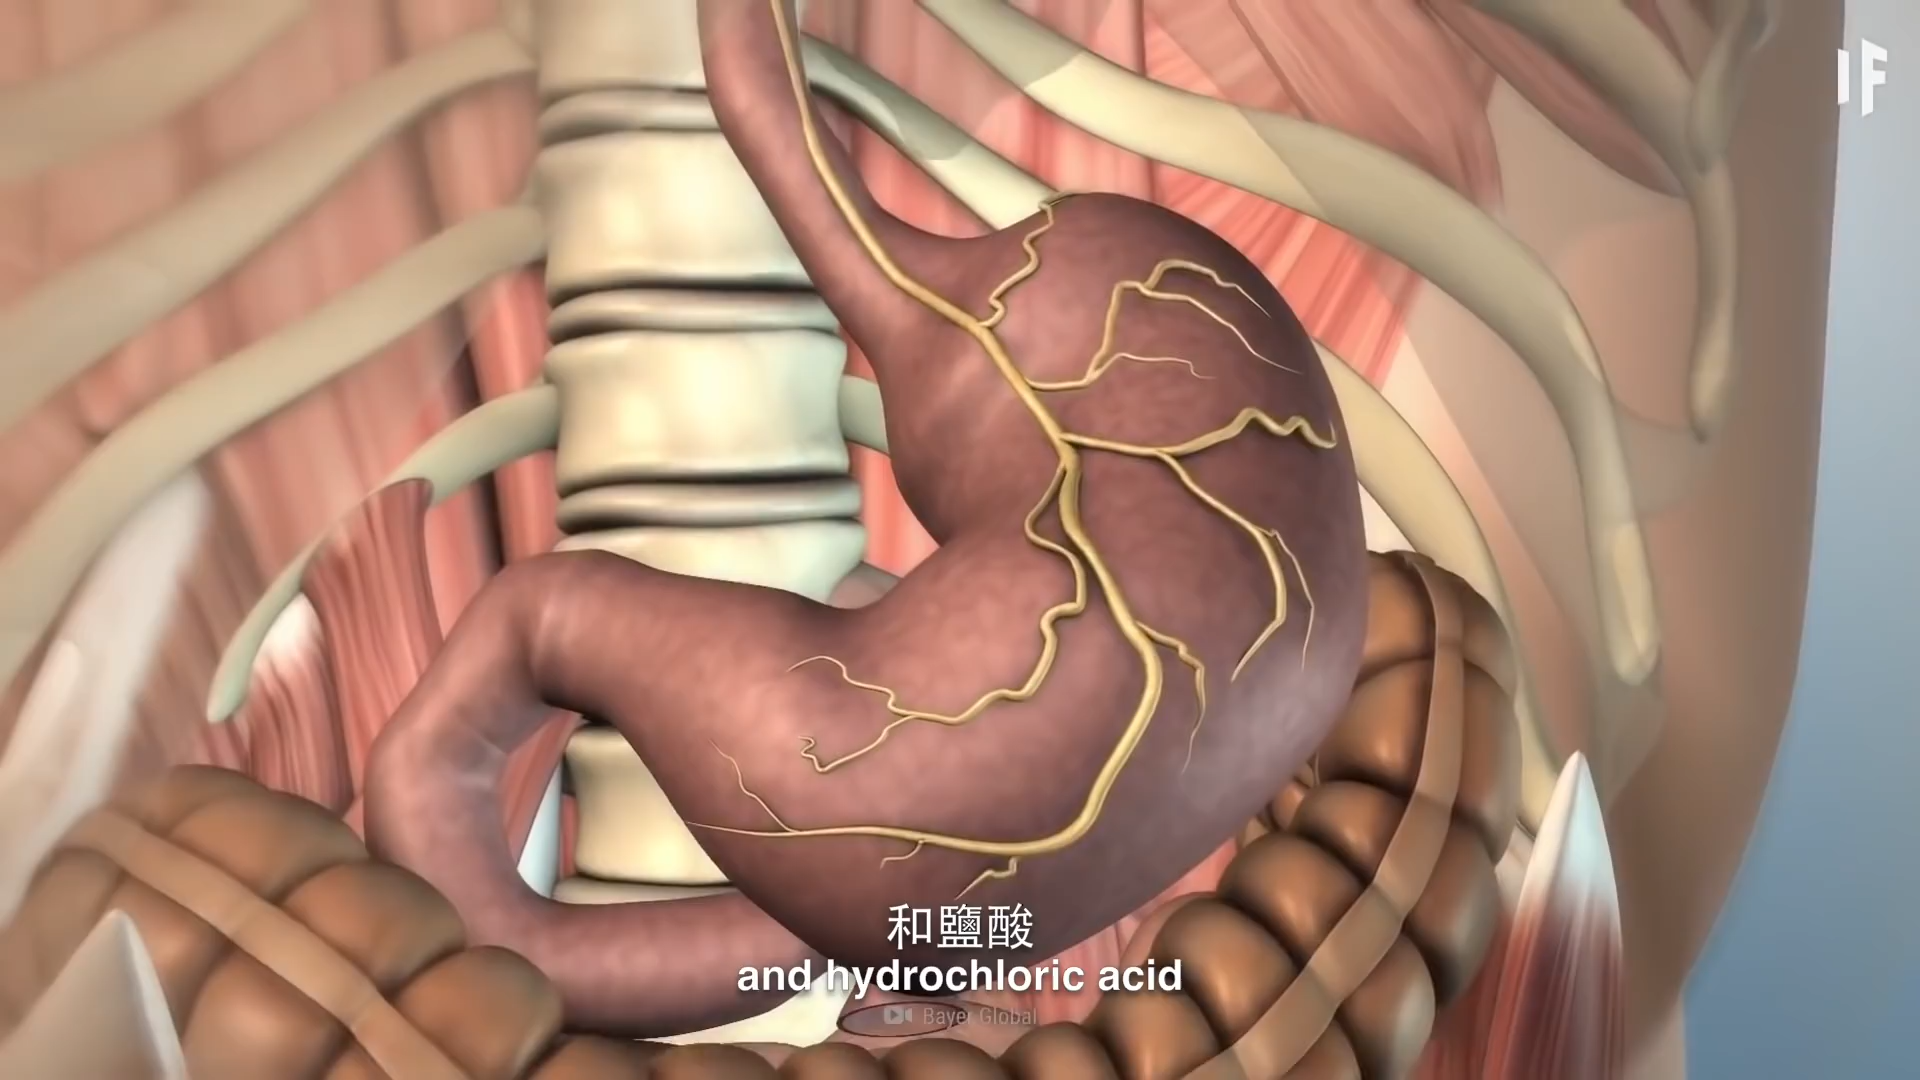 IF
和鹽酸
and hydrochloric acid
Bayer Global